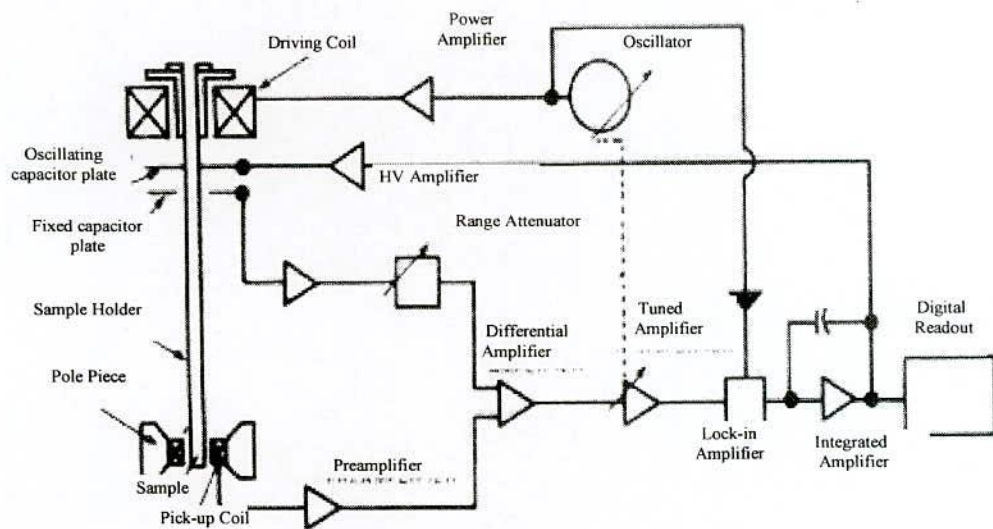 Power
Amplifier
Driving Coil
Oscillator
Oscillating
capacitor plate
HV Amplifier
Fixed capacitor
plate
Range Attenuator
Sample Holder
Differential
Amplifier
Tuned
Amplifier
Digital
Readout
Pole Piece
Lock-in
Amplifier
Integrated
Amplifier
Preamplifier
Sample
Pick-up Coil